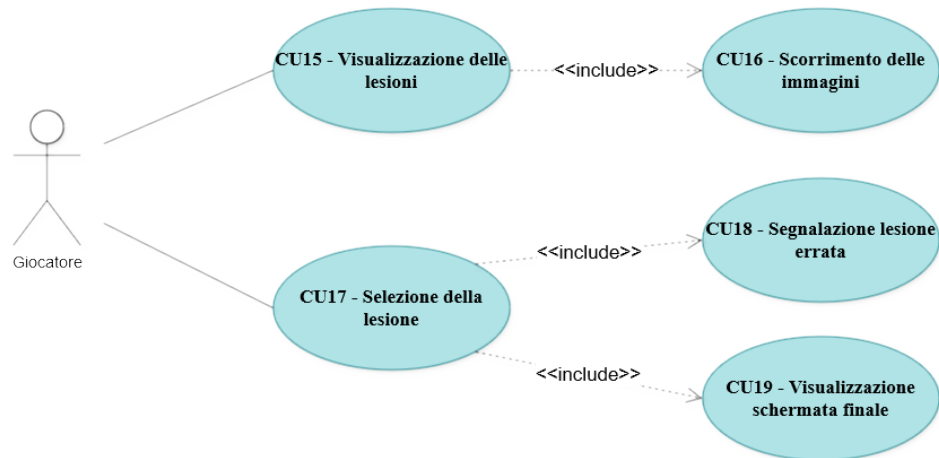 CU15 - Visualizzazione delle
lesioni
<<include>>
CU16 - Scorrimento delle
immagini
Giocatore
CU17 - Selezione della
lesione
<<include>>
CU18 - Segnalazione lesione
errata
<<include>>
CU19 - Visualizzazione
schermata finale